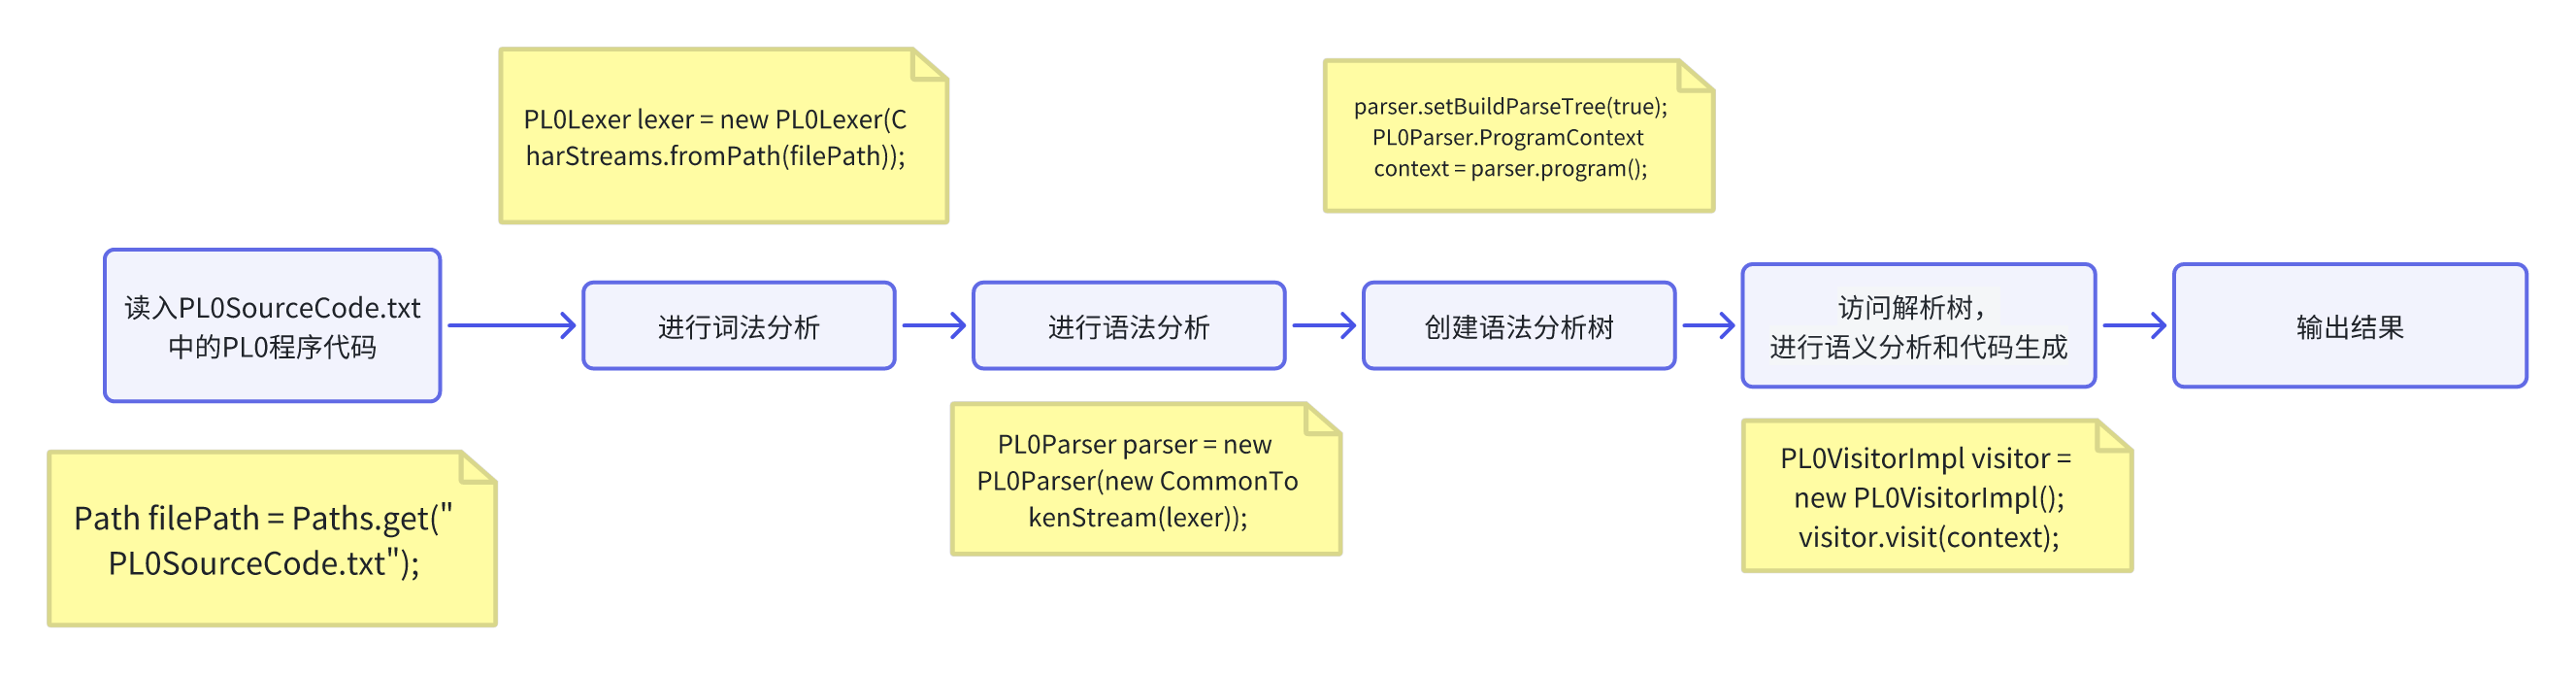 PL0Lexer lexer = new PL0Lexer(C
harStreams.fromPath(filePath));
parser.setBuildParseTree(true);
PL0Parser.ProgramContext
context = parser.program();
读入PL0SourceCode.txt
中的PL0程序代码
进行词法分析
进行语法分析
创建语法分析树
访问解析树，
进行语义分析和代码生成
输出结果
Path filePath = Paths.get("
PL0SourceCode.txt");
PL0Parser parser = new
PL0Parser(new CommonTo
kenStream(lexer));
PL0VisitorImpl visitor =
new PL0VisitorImpl();
visitor.visit(context);